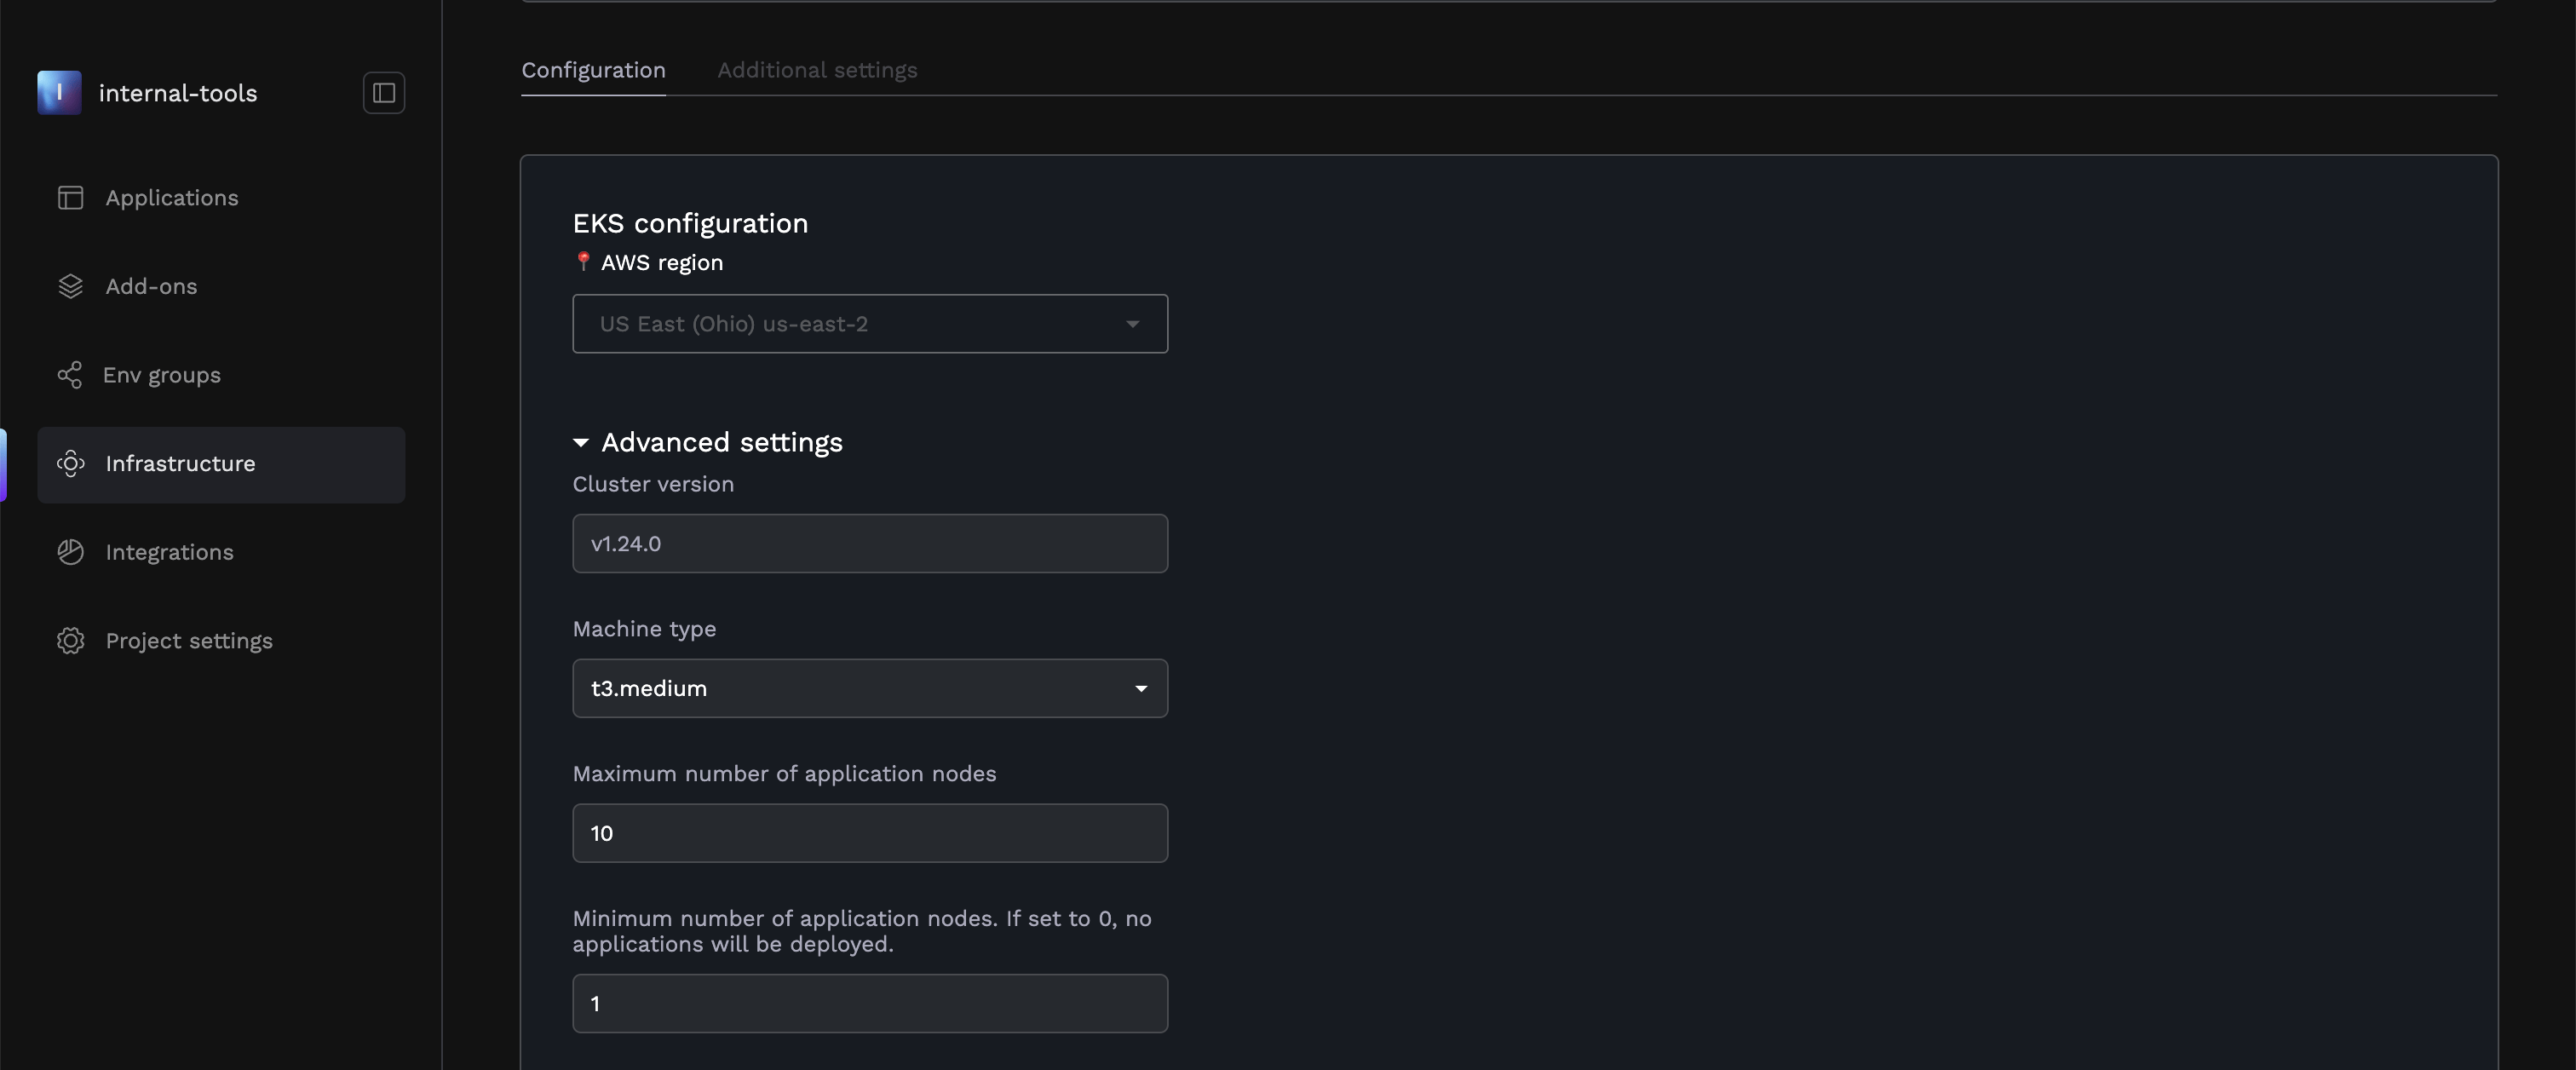 I
internal-tools
Applications
Add-ons
Env groups
Infrastructure
Integrations
Project settings
Configuration
Additional settings
EKS configuration
📍 AWS region
US East (Ohio) us-east-2
Advanced settings
Cluster version
v1.24.0
Machine type
t3.medium
Maximum number of application nodes
10
Minimum number of application nodes. If set to 0, no
applications will be deployed.
1